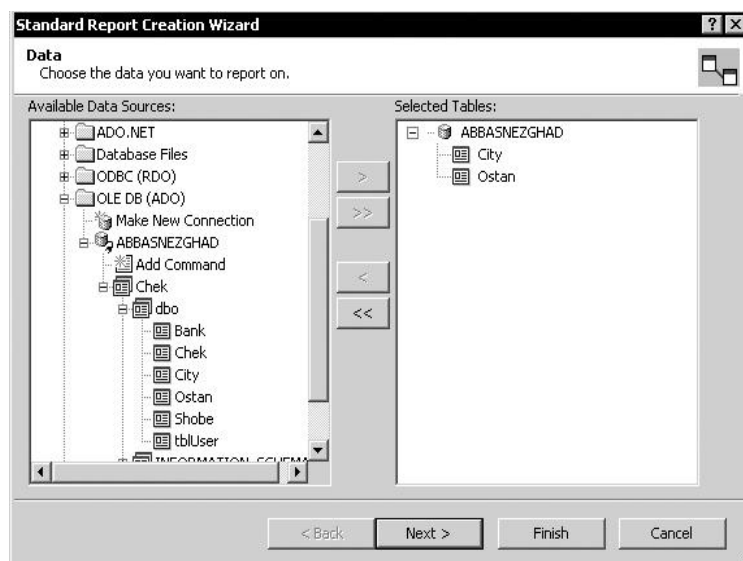 Standard Report Creation Wizard
Data
Choose the data you want to report on.
Available Data Sources:
ADO.NET
Database Files
ODBC (RDO)
OLE DB (ADO)
Make New Connection
ABBASNEZGHAD
Add Command
Chek
dbo
Bank
Chek
City
Ostan
Shobe
tblUser
INFORMATION_SCHEMA
>
>>
<
<<
Selected Tables:
ABBASNEZGHAD
City
Ostan
< Back
Next >
Finish
Cancel